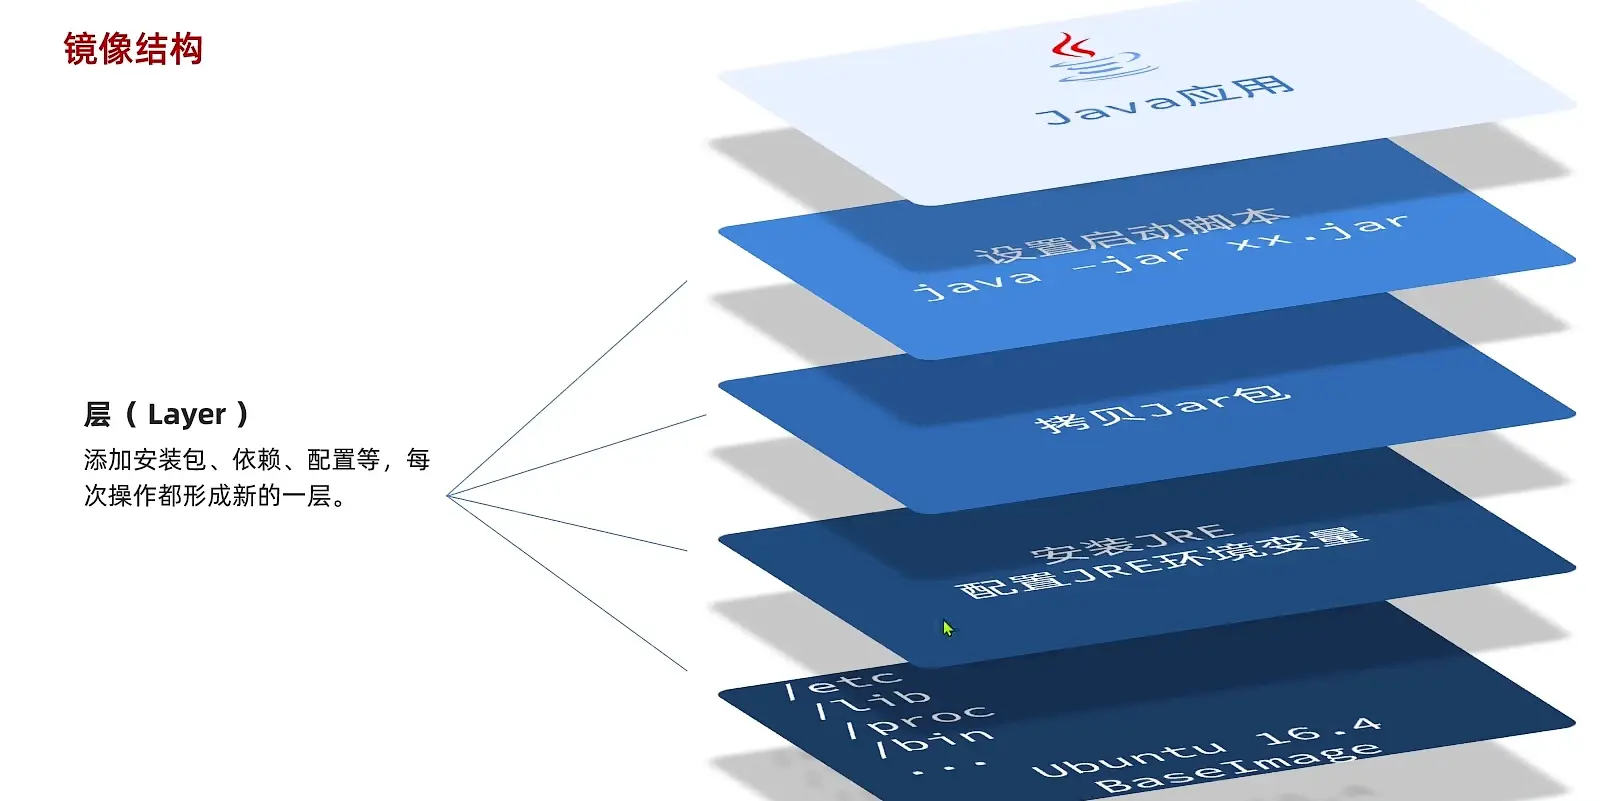 镜像结构
Java应用
设置启动脚本
java -jar xx.jar
拷贝Jar包
层（Layer）
添加安装包、依赖、配置等，每
次操作都形成新的一层。
安装JRE
配置JRE环境变量
/etc
/lib
/proc
/bin
...
Ubuntu 16.4
BaseImage